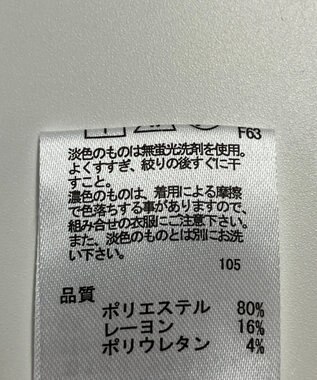 F63
淡色のものは無蛍光洗剤を使用。
よくすすぎ、絞りの後すぐに干
すこと。
濃色のものは、着用による摩擦
で色落ちする事がありますので、
組み合せの衣服にご注意下さい。
また、淡色のものとは別にお洗
い下さい。
105
品質
ポリエステル 80%
レーヨン 16%
ポリウレタン 4%